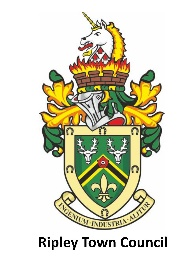 INGENIUM INDUSTRIA ALITUR
Ripley Town Council